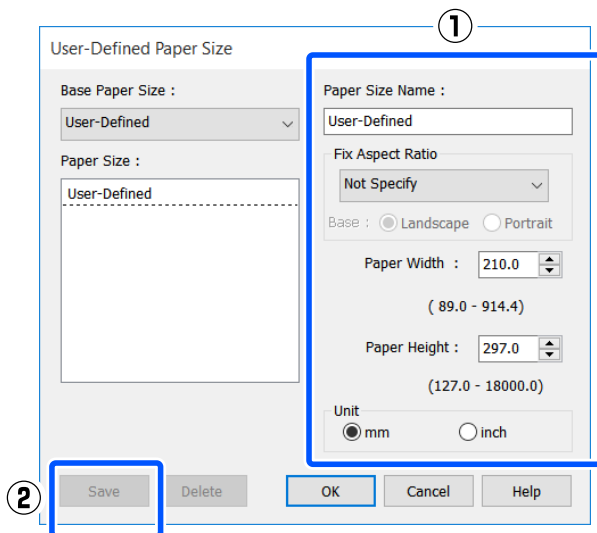 1
User-Defined Paper Size
Base Paper Size :
User-Defined
Paper Size :
User-Defined
Paper Size Name :
User-Defined
Fix Aspect Ratio
Not Specify
Base : Landscape Portrait
Paper Width : 210.0
( 89.0 - 914.4)
Paper Height : 297.0
(127.0 - 18000.0)
Unit
mm inch
2
Save Delete OK Cancel Help